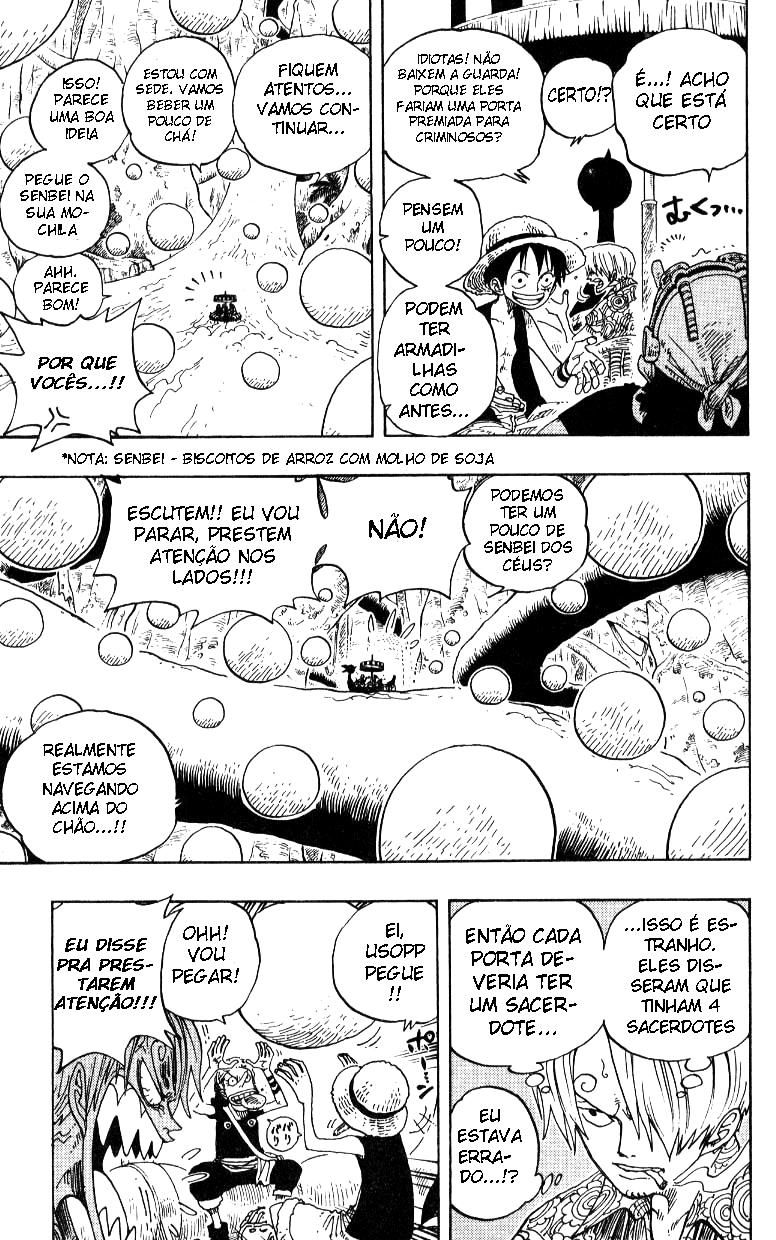 É...! ACHO
QUE ESTÁ
CERTO
CERTO!?
IDIOTAS! NÃO
BAIXEM A GUARDA!
PORQUE ELES
FARIAM UMA PORTA
PREMIADA PARA
CRIMINOSOS?
むくっ…
PENSEM
UM
POUCO!
PODEM
TER
ARMADI-
LHAS
COMO
ANTES...
FIQUEM
ATENTOS...
VAMOS CON-
TINUAR...
ESTOU COM
SEDE. VAMOS
BEBER UM
POUCO DE
CHÁ!
ISSO!
PARECE
UMA BOA
IDEIA
PEGUE O
SENBEI NA
SUA MO-
CHILA
AHH.
PARECE
BOM!
POR QUE
VOCÊS...!!
*NOTA: SENBEI - BISCOITOS DE ARROZ COM MOLHO DE SOJA
PODEMOS
TER UM
POUCO DE
SENBEI DOS
CÉUS?
NÃO!
ESCUTEM!! EU VOU
PARAR, PRESTEM
ATENÇÃO NOS
LADOS!!!
REALMENTE
ESTAMOS
NAVEGANDO
ACIMA DO
CHÃO...!!
...ISSO É ES-
TRANHO.
ELES DIS-
SERAM QUE
TINHAM 4
SACERDOTES
ENTÃO CADA
PORTA DE-
VERIA TER
UM SACER-
DOTE...
EU
ESTAVA
ERRA-
DO...!?
EI,
USOPP
PEGUE
!!
OHH!
VOU
PEGAR!
EU DISSE
PRA PRES-
TAREM
ATENÇÃO!!!